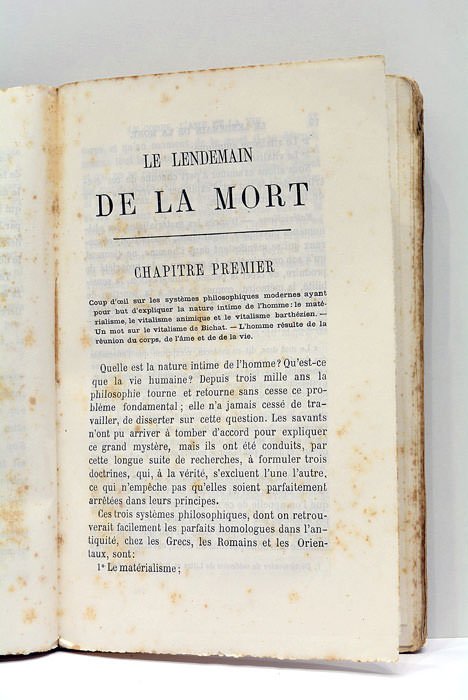 LE LENDEMAIN
DE LA MORT
CHAPITRE PREMIER
Coup d'œil sur les systèmes philosophiques modernes ayant
pour but d'expliquer la nature intime de l'homme: le maté-
rialisme, le vitalisme animique et le vitalisme barthézien. —
Un mot sur le vitalisme de Bichat. — L'homme résulte de la
réunion du corps, de l'âme et de de la vie.
Quelle est la nature intime de l'homme? Qu'est-ce
que la vie humaine? Depuis trois mille ans la
philosophie tourne et retourne sans cesse ce pro-
blème fondamental; elle n'a jamais cessé de tra-
vailler, de disserter sur cette question. Les savants
n'ont pu arriver à tomber d'accord pour expliquer
ce grand mystère, mais ils ont été conduits, par
cette longue suite de recherches, à formuler trois
doctrines, qui, à la vérité, s'excluent l'une l'autre,
ce qui n'empêche pas qu'elles soient parfaitement
arrêtées dans leurs principes.
Ces trois systèmes philosophiques, dont on retrou-
verait facilement les parfaits homologues dans l'an-
tiquité, chez les Grecs, les Romains et les Orien-
taux, sont:
1° Le matérialisme;